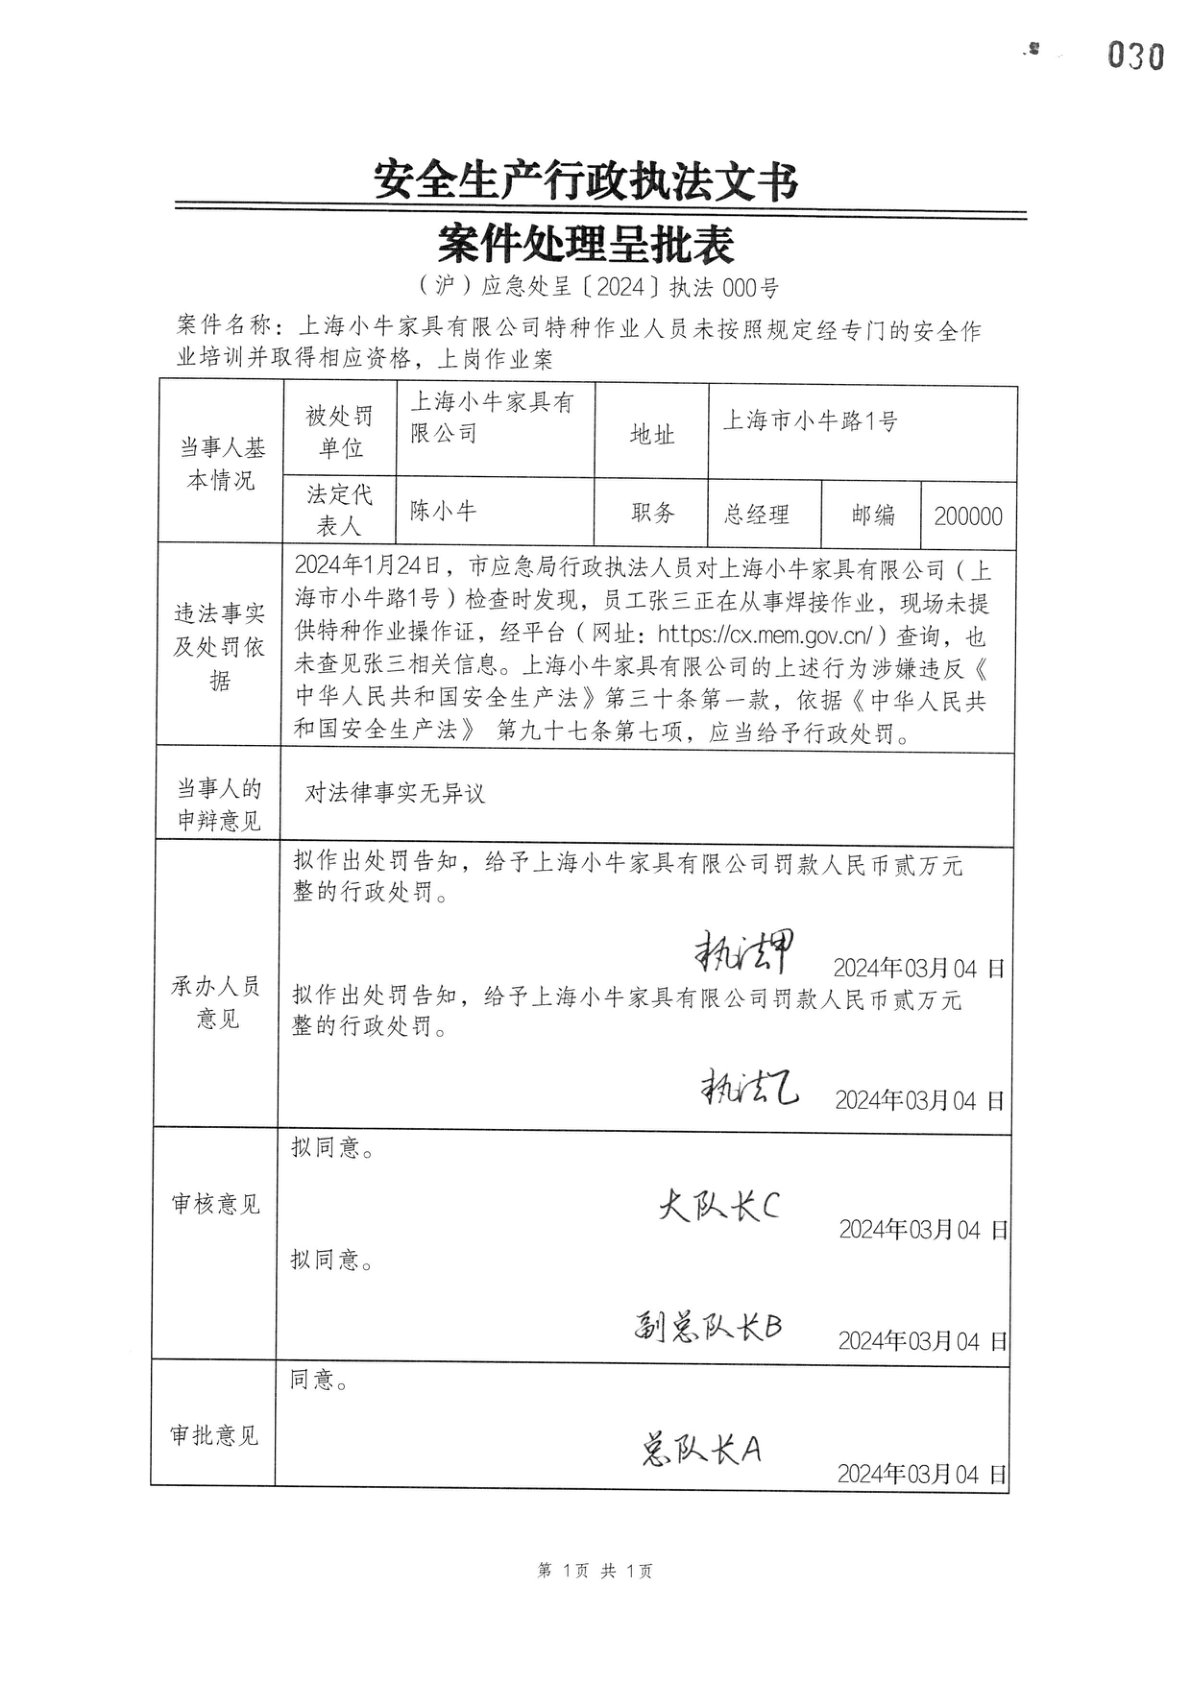 030
安全生产行政执法文书
案件处理呈批表
（沪）应急处呈〔2024〕执法 000号
案件名称：上海小牛家具有限公司特种作业人员未按照规定经专门的安全作
业培训并取得相应资格，上岗作业案
当事人基
本情况
被处罚
单位
上海小牛家具有
限公司
地址
上海市小牛路1号
法定代
表人
陈小牛
职务
总经理
邮编
200000
违法事实
及处罚依
据
2024年1月24日，市应急局行政执法人员对上海小牛家具有限公司（上
海市小牛路1号）检查时发现，员工张三正在从事焊接作业，现场未提
供特种作业操作证，经平台（网址：https://cx.mem.gov.cn/）查询，也
未查见张三相关信息。上海小牛家具有限公司的上述行为涉嫌违反《
中华人民共和国安全生产法》第三十条第一款，依据《中华人民共
和国安全生产法》 第九十七条第七项，应当给予行政处罚。
当事人的
申辩意见
对法律事实无异议
承办人员
意见
拟作出处罚告知，给予上海小牛家具有限公司罚款人民币贰万元
整的行政处罚。
执法甲 2024年03月04 日
拟作出处罚告知，给予上海小牛家具有限公司罚款人民币贰万元
整的行政处罚。
执法乙 2024年03月04 日
审核意见
拟同意。
大队长C 2024年03月04 日
拟同意。
副总队长B 2024年03月04 日
审批意见
同意。
总队长A 2024年03月04 日
第 1页 共 1页